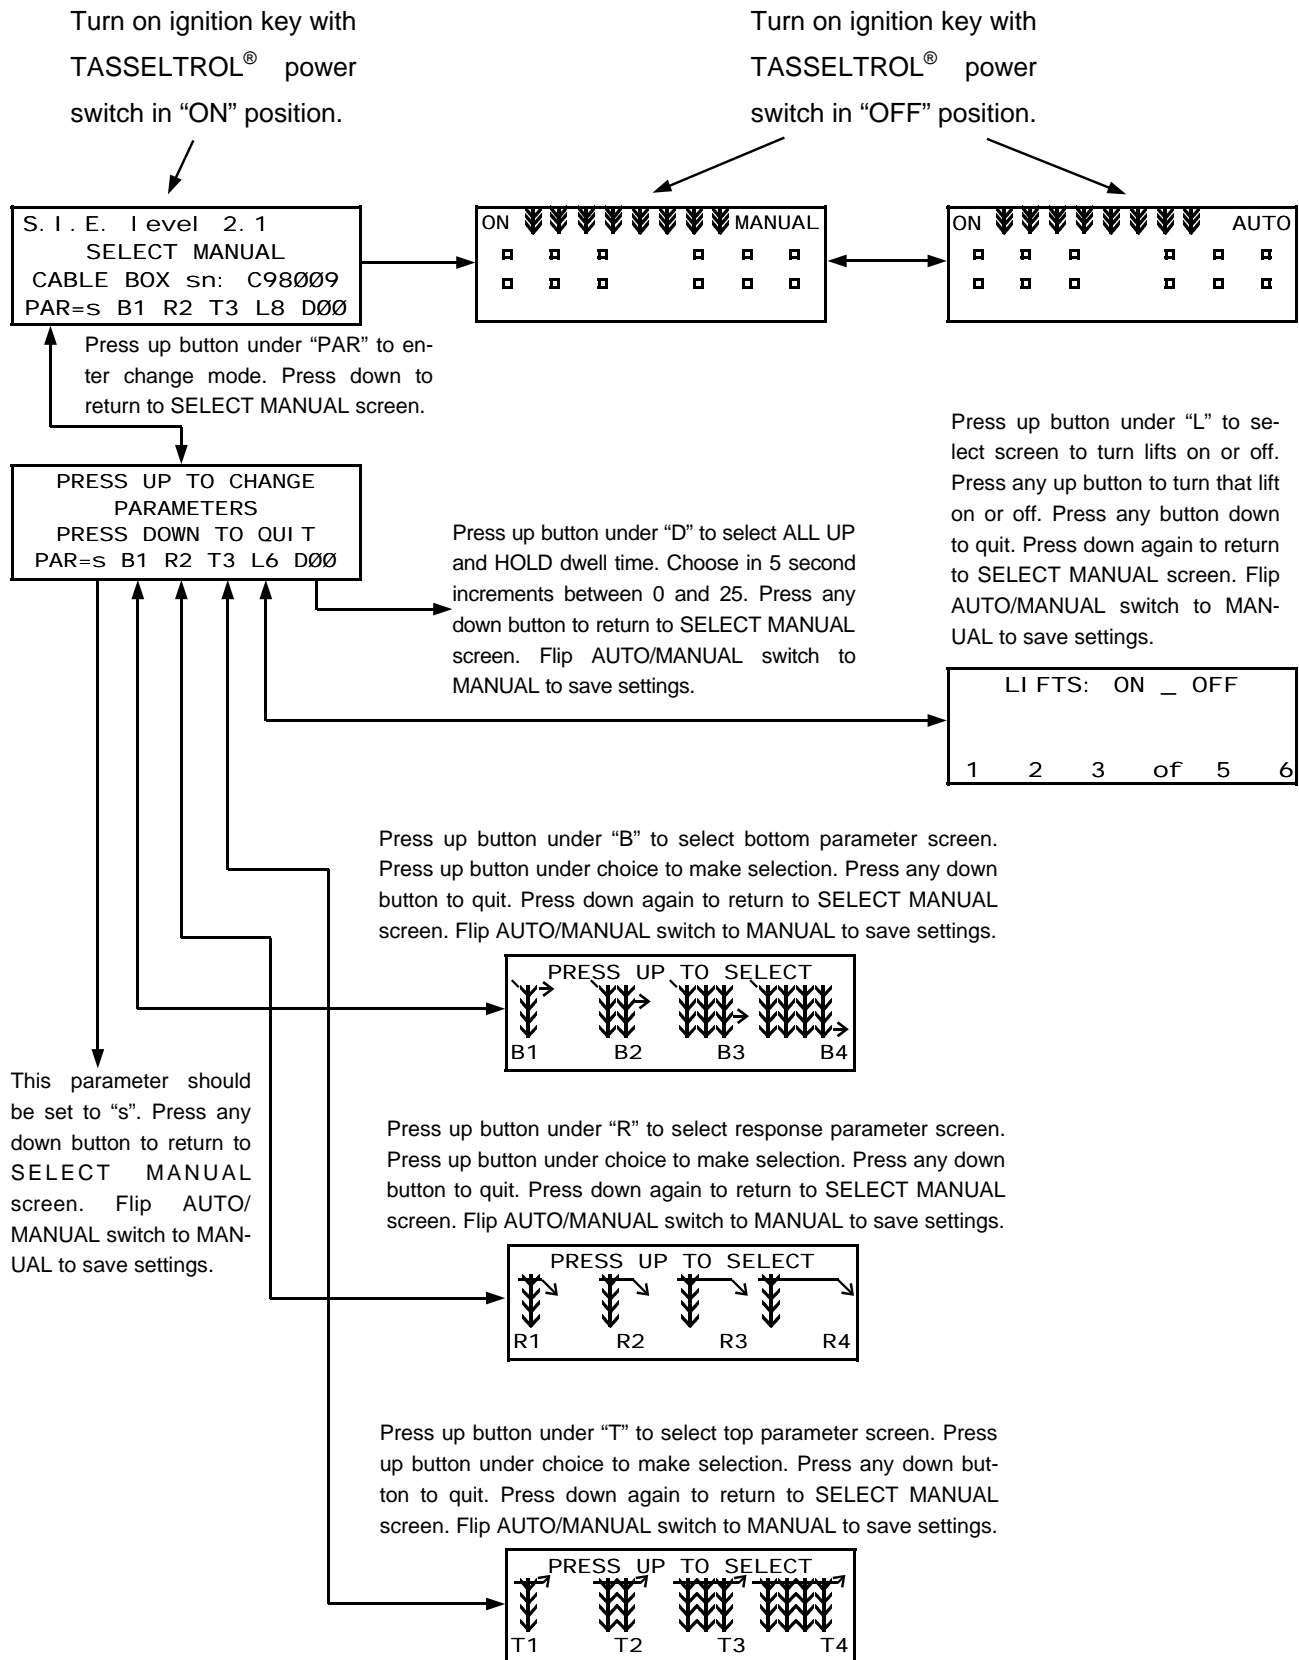 Turn on ignition key with
TASSELTROL® power
switch in “ON” position.
Turn on ignition key with
TASSELTROL® power
switch in “OFF” position.
S.I.E. level 2.1
SELECT MANUAL
CABLE BOX sn: C98Ø09
PAR=s B1 R2 T3 L8 DØØ
ON MANUAL
ON AUTO
Press up button under “PAR” to en-
ter change mode. Press down to
return to SELECT MANUAL screen.
PRESS UP TO CHANGE
PARAMETERS
PRESS DOWN TO QUIT
PAR=s B1 R2 T3 L6 DØØ
Press up button under “D” to select ALL UP
and HOLD dwell time. Choose in 5 second
increments between 0 and 25. Press any
down button to return to SELECT MANUAL
screen. Flip AUTO/MANUAL switch to
MANUAL to save settings.
Press up button under “L” to se-
lect screen to turn lifts on or off.
Press any up button to turn that lift
on or off. Press any button down
to quit. Press down again to return
to SELECT MANUAL screen. Flip
AUTO/MANUAL switch to MAN-
UAL to save settings.
LIFTS: ON _ OFF
1 2 3 of 5 6
Press up button under “B” to select bottom parameter screen.
Press up button under choice to make selection. Press any down
button to quit. Press down again to return to SELECT MANUAL
screen. Flip AUTO/MANUAL switch to MANUAL to save settings.
PRESS UP TO SELECT
B1 B2 B3 B4
This parameter should
be set to “s”. Press any
down button to return to
SELECT MANUAL
screen. Flip AUTO/
MANUAL switch to MAN-
UAL to save settings.
Press up button under “R” to select response parameter screen.
Press up button under choice to make selection. Press any down
button to quit. Press down again to return to SELECT MANUAL
screen. Flip AUTO/MANUAL switch to MANUAL to save settings.
PRESS UP TO SELECT
R1 R2 R3 R4
Press up button under “T” to select top parameter screen. Press
up button under choice to make selection. Press any down but-
ton to quit. Press down again to return to SELECT MANUAL
screen. Flip AUTO/MANUAL switch to MANUAL to save settings.
PRESS UP TO SELECT
T1 T2 T3 T4